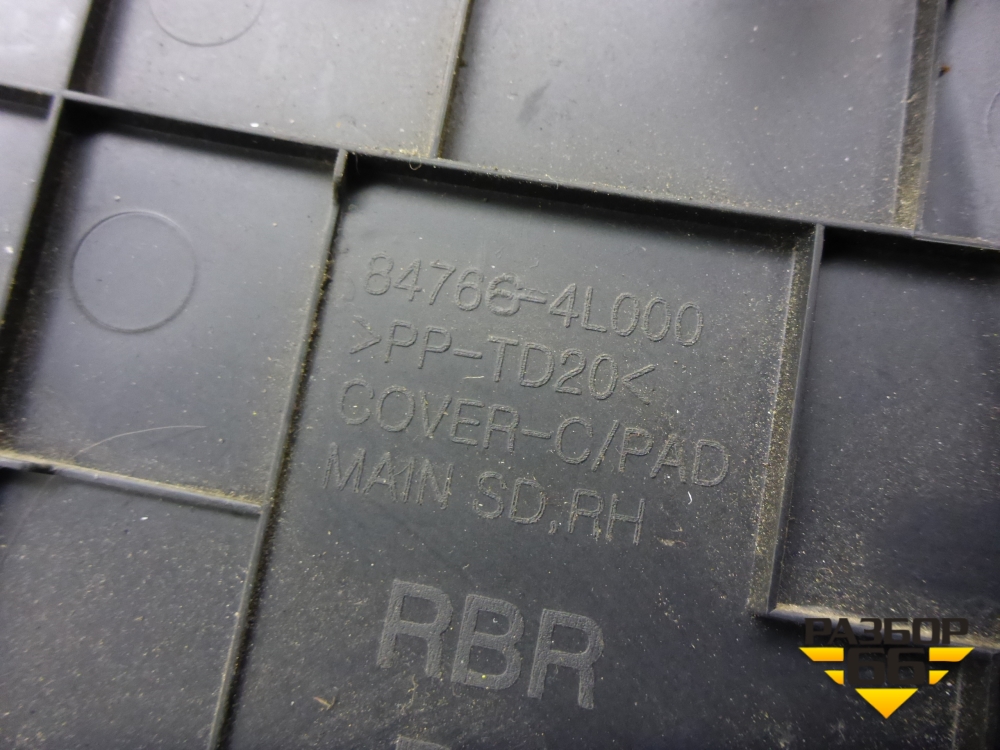 84766-4L000
>PP-TD20<
COVER-C/PAD
MAIN SD,RH
RBR
РАЗБОР
66